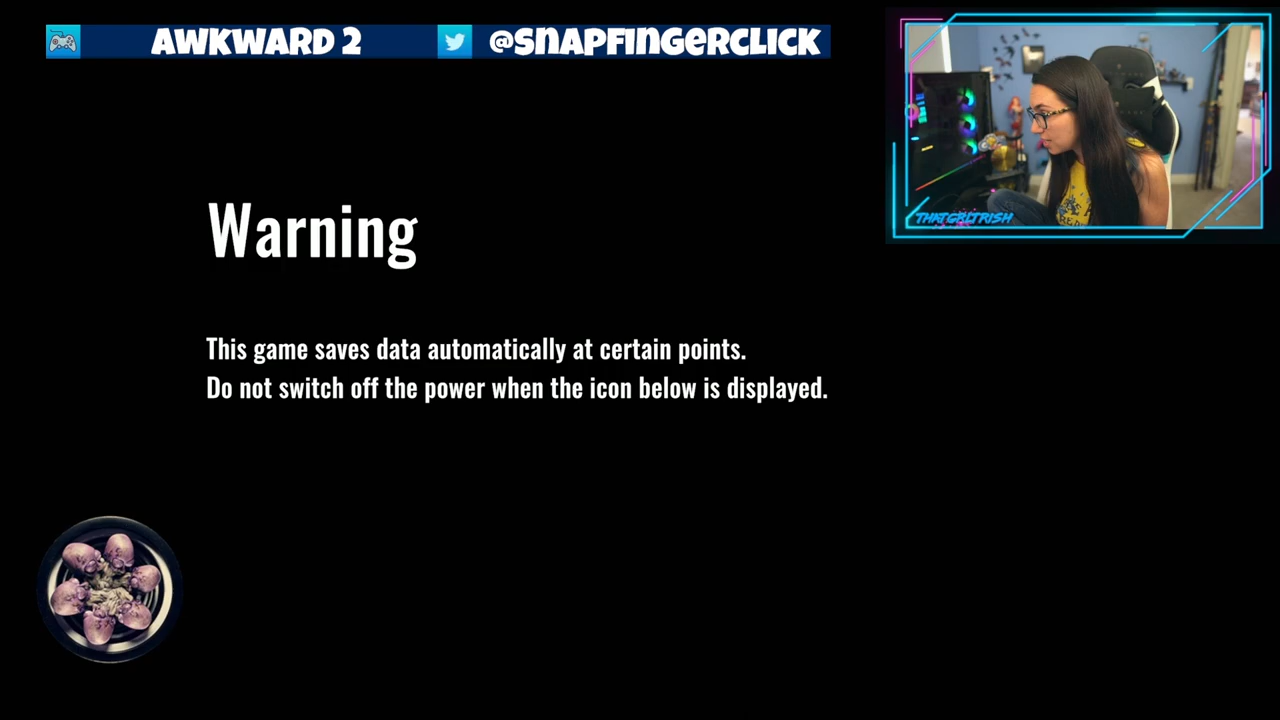 AWKWARD 2
@SNAPFINGERCLICK
THATGRLTRISH
Warning
This game saves data automatically at certain points.
Do not switch off the power when the icon below is displayed.